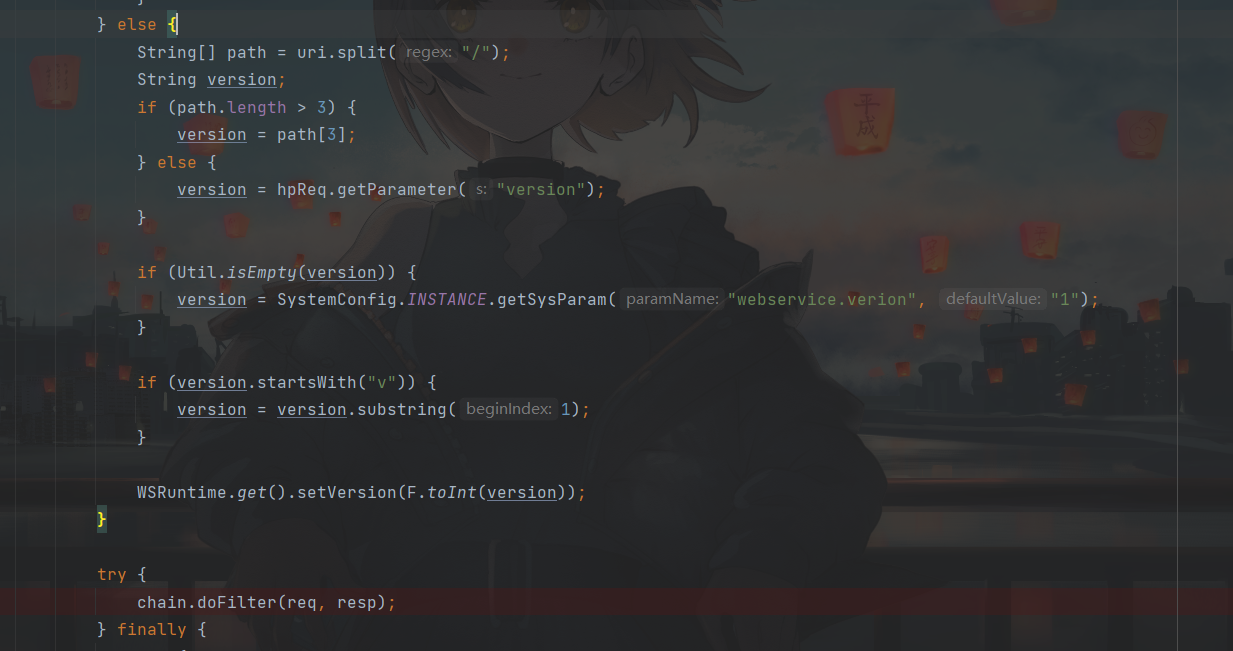 } else {
String[] path = uri.split( regex: "/");
String version;
if (path.length > 3) {
version = path[3];
} else {
version = hpReq.getParameter( s: "version");
}
if (Util.isEmpty(version)) {
version = SystemConfig.INSTANCE.getSysParam( paramName: "webservice.verion", defaultValue: "1");
}
if (version.startsWith("v")) {
version = version.substring( beginIndex: 1);
}
WSRuntime.get().setVersion(F.toInt(version));
}
try {
chain.doFilter(req, resp);
} finally {
平成